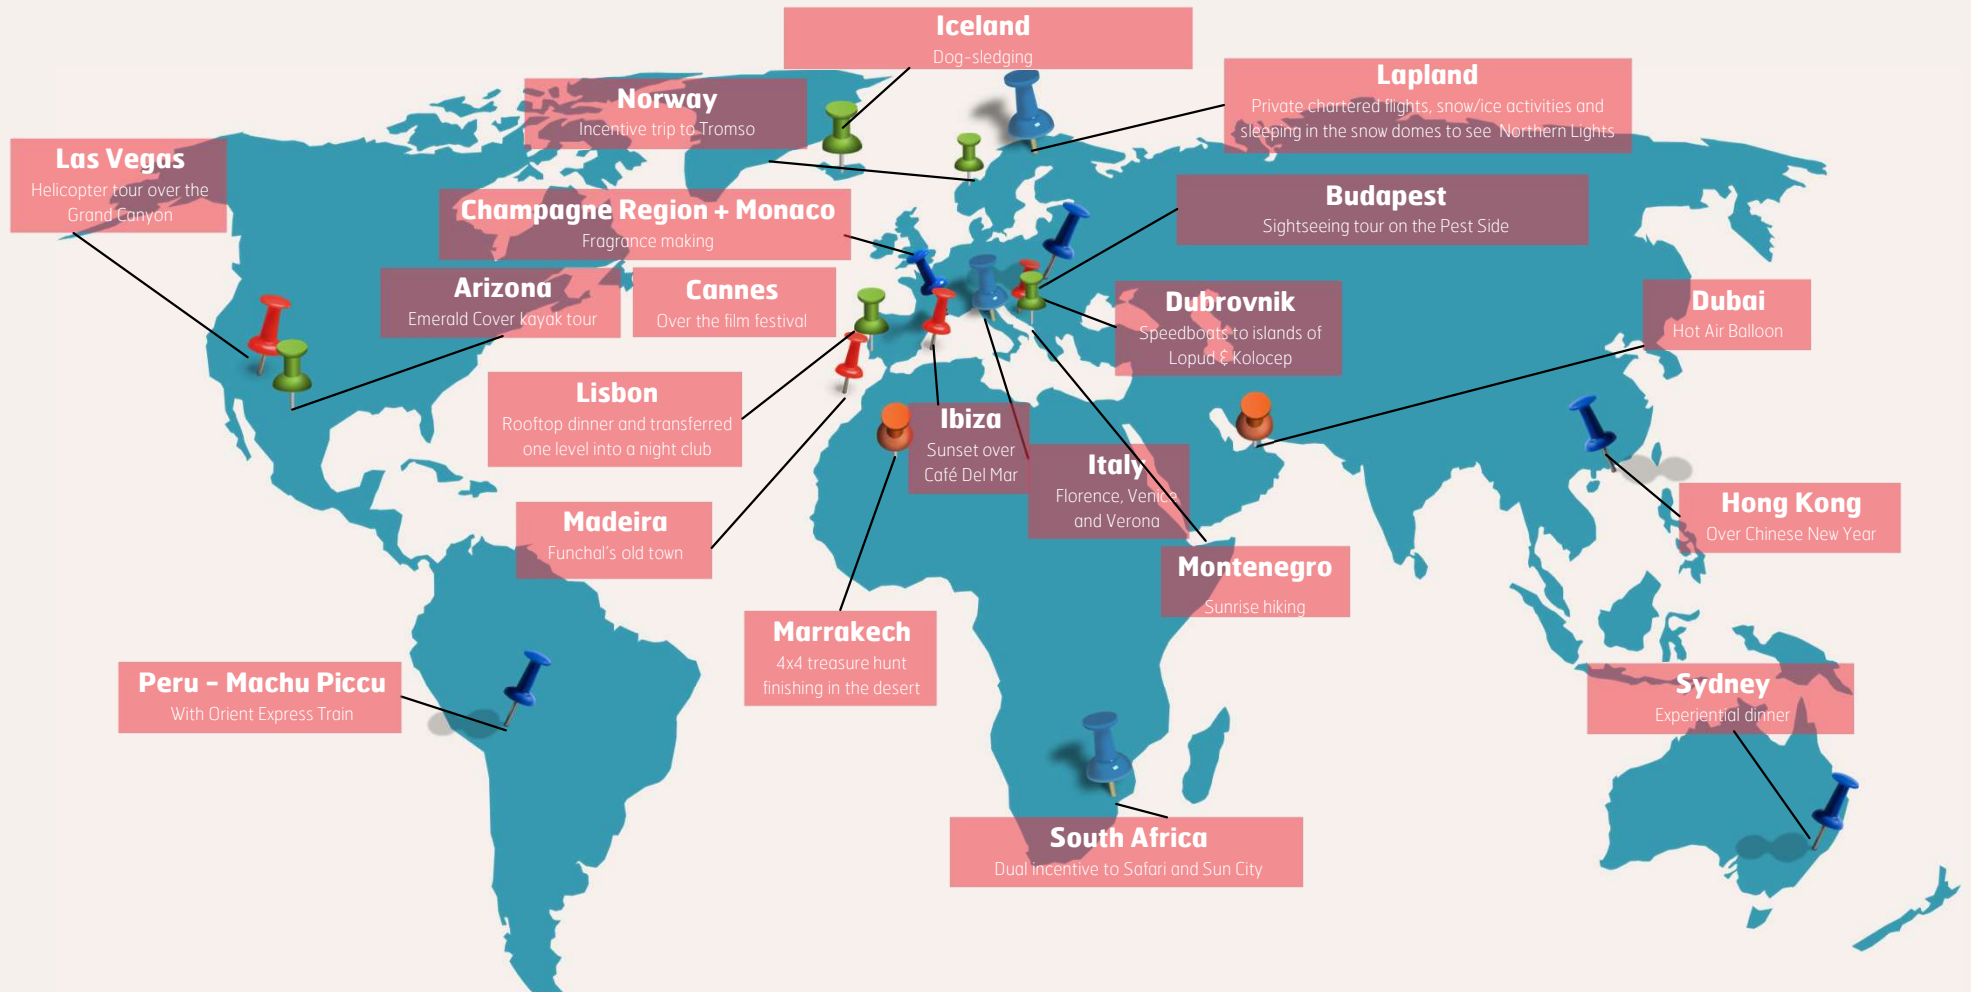 Iceland
Dog-sledging
Lapland
Private chartered flights, snow/ice activities and
sleeping in the snow domes to see Northern Lights
Norway
Incentive trip to Tromso
Las Vegas
Helicopter tour over the
Grand Canyon
Champagne Region + Monaco
Fragrance making
Budapest
Sightseeing tour on the Pest Side
Arizona
Emerald Cover kayak tour
Cannes
Over the film festival
Dubrovnik
Speedboats to islands of
Lopud & Kolocep
Dubai
Hot Air Balloon
Lisbon
Rooftop dinner and transferred
one level into a night club
Ibiza
Sunset over
Café Del Mar
Italy
Florence, Venice
and Verona
Hong Kong
Over Chinese New Year
Madeira
Funchal's old town
Montenegro
Sunrise hiking
Marrakech
4x4 treasure hunt
finishing in the desert
Peru - Machu Piccu
With Orient Express Train
Sydney
Experiential dinner
South Africa
Dual incentive to Safari and Sun City